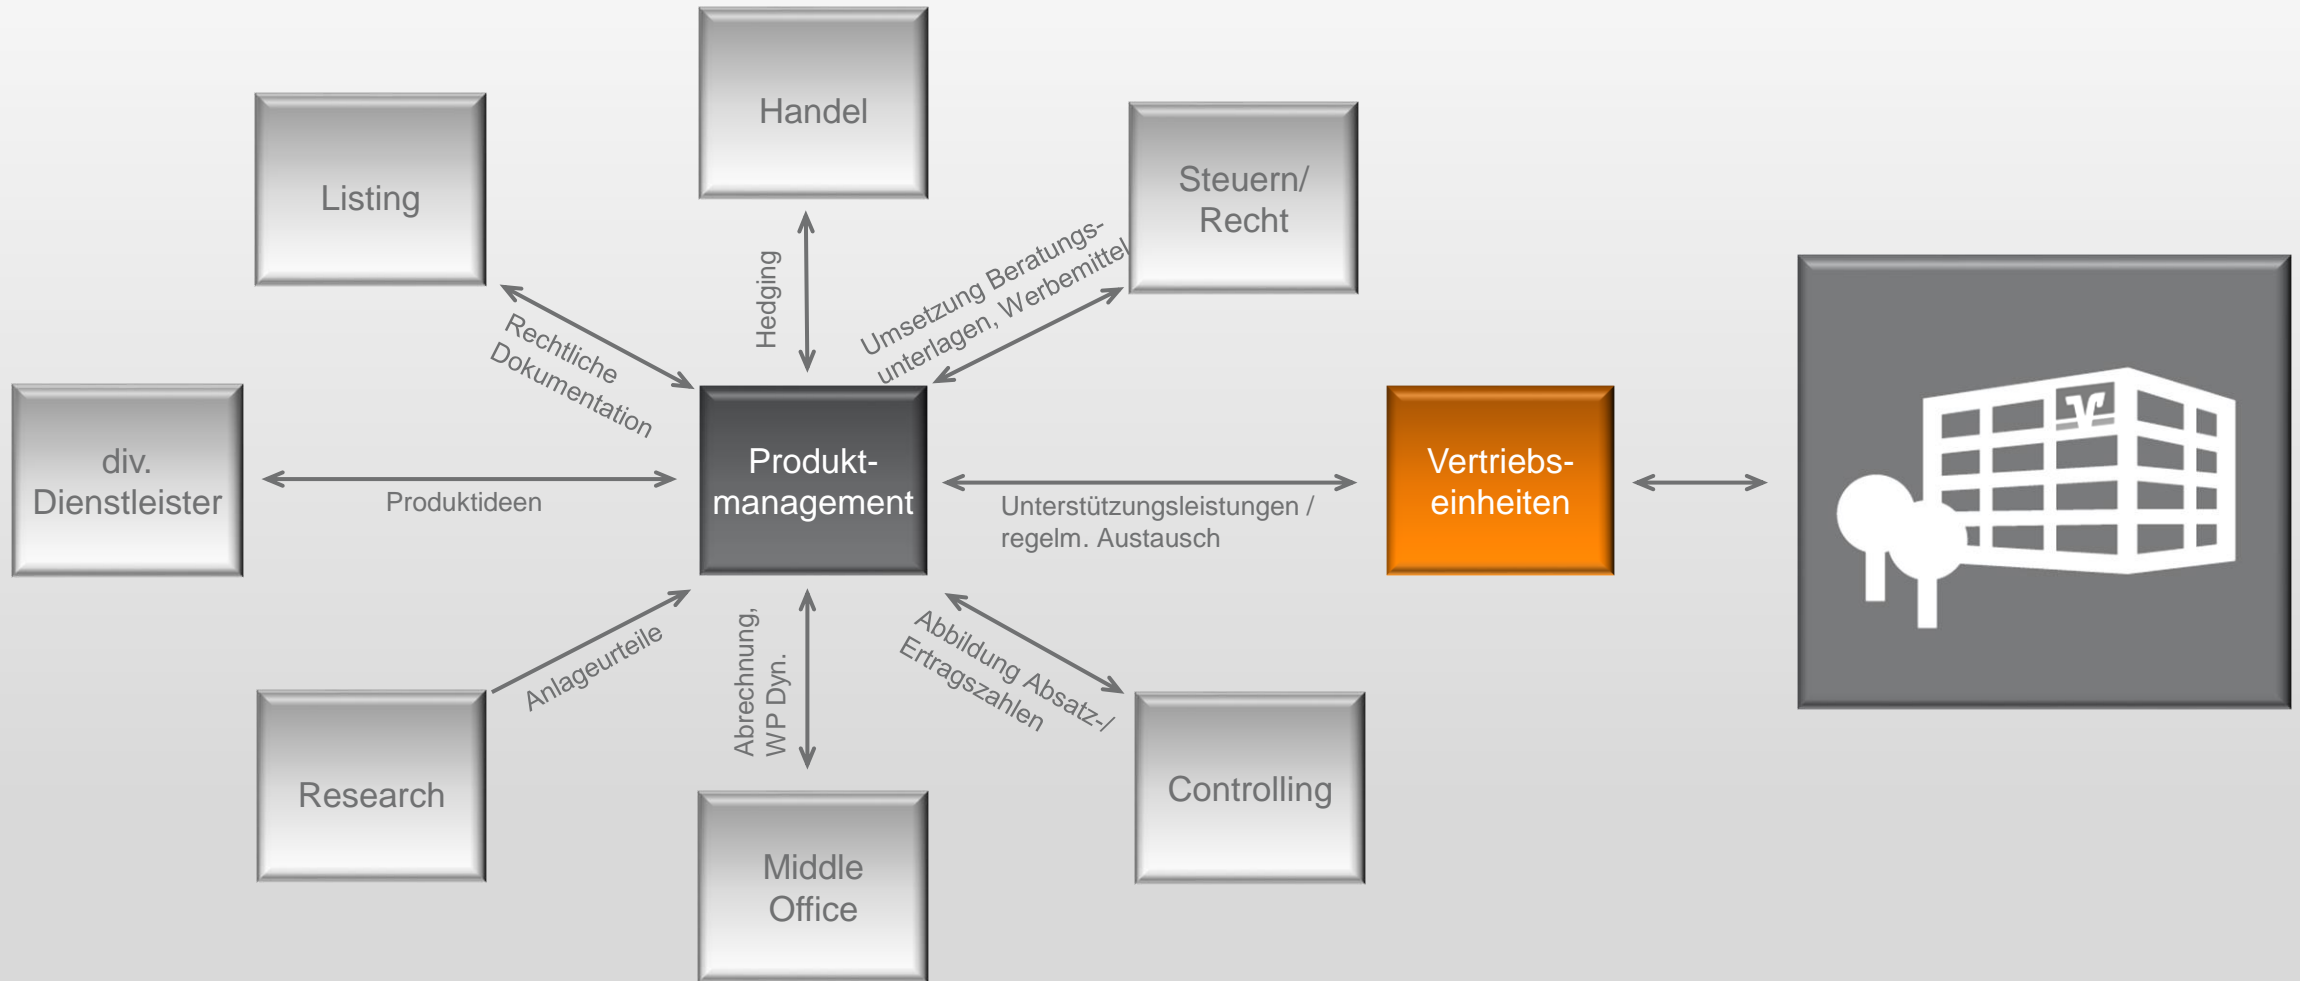 Handel
Listing
Steuern/
Recht
Hedging
Umsetzung Beratungs-
unterlagen, Werbemittel
Rechtliche
Dokumentation
div.
Dienstleister
Produktideen
Produkt-
management
Unterstützungsleistungen /
regelm. Austausch
Vertriebs-
einheiten
Anlageurteile
Abrechnung,
WP Dyn.
Abbildung Absatz-/
Ertragszahlen
Research
Middle
Office
Controlling